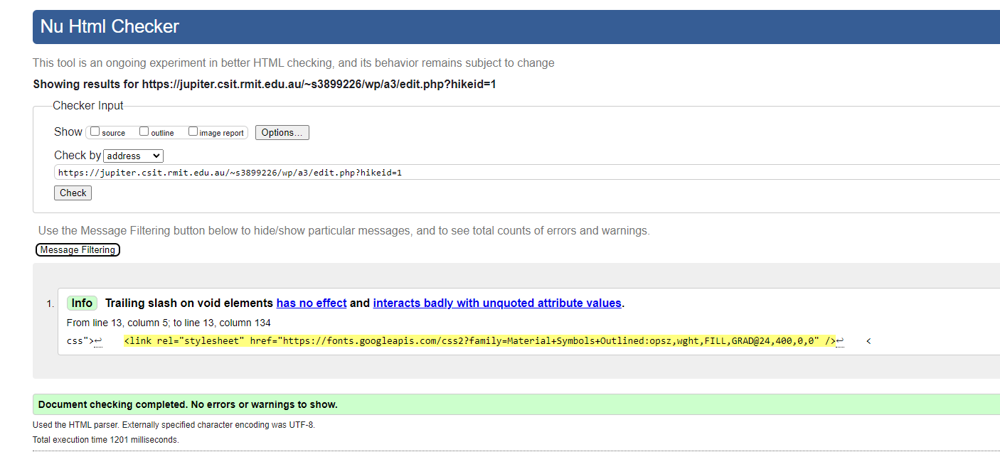 Nu Html Checker
This tool is an ongoing experiment in better HTML checking, and its behavior remains subject to change
Showing results for https://jupiter.csit.rmit.edu.au/~s3899226/wp/a3/edit.php?hikeid=1
Checker Input
Show source outline image report Options...
Check by address
https://jupiter.csit.rmit.edu.au/~s3899226/wp/a3/edit.php?hikeid=1
Check
Use the Message Filtering button below to hide/show particular messages, and to see total counts of errors and warnings.
Message Filtering
1. Info Trailing slash on void elements has no effect and interacts badly with unquoted attribute values.
From line 13, column 5; to line 13, column 134
css">↩ <link rel="stylesheet" href="https://fonts.googleapis.com/css2?family=Material+Symbols+Outlined:opsz,wght,FILL,GRAD@24,400,0,0" />↩ <
Document checking completed. No errors or warnings to show.
Used the HTML parser. Externally specified character encoding was UTF-8.
Total execution time 1201 milliseconds.